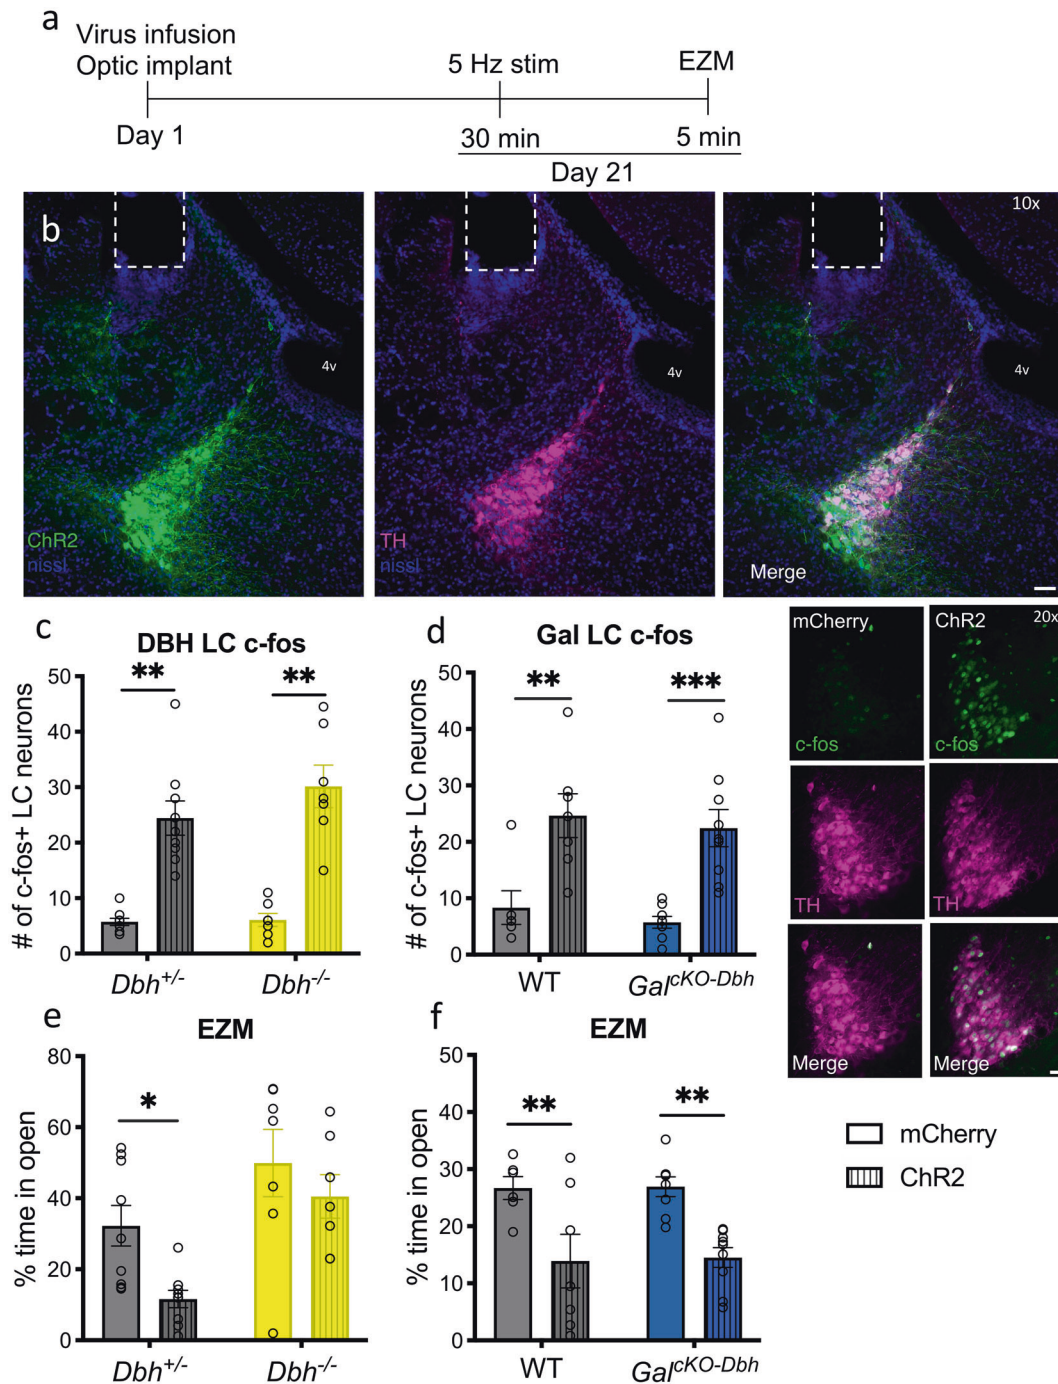 a
Virus infusion
Optic implant
5 Hz stim
EZM
Day 1
30 min
5 min
Day 21
b
10x
4v
4v
4v
ChR2
nissl
TH
nissl
Merge
c
DBH LC c-fos
**
**
50
40
30
20
10
0
# of c-fos+ LC neurons
Dbh+/-
Dbh-/-
d
Gal LC c-fos
**
***
50
40
30
20
10
0
# of c-fos+ LC neurons
WT
GalcKO-Dbh
mCherry
ChR2
20x
c-fos
c-fos
TH
TH
Merge
Merge
e
EZM
*
80
60
40
20
0
% time in open
Dbh+/-
Dbh-/-
f
EZM
**
**
50
40
30
20
10
0
% time in open
WT
GalcKO-Dbh
mCherry
ChR2